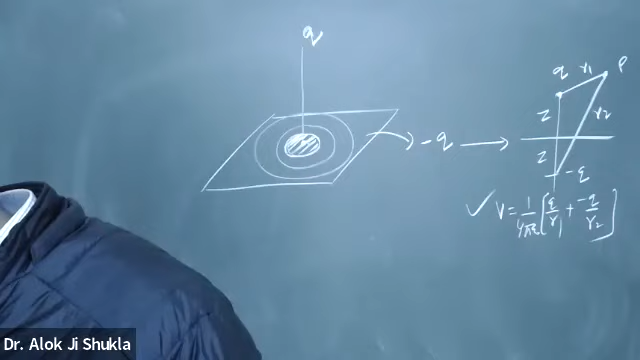 q
→ -q →
q r₁ P
z r₂
z
-q
✓ V = 1/4πε [q/r₁ + -q/r₂]
Dr. Alok Ji Shukla